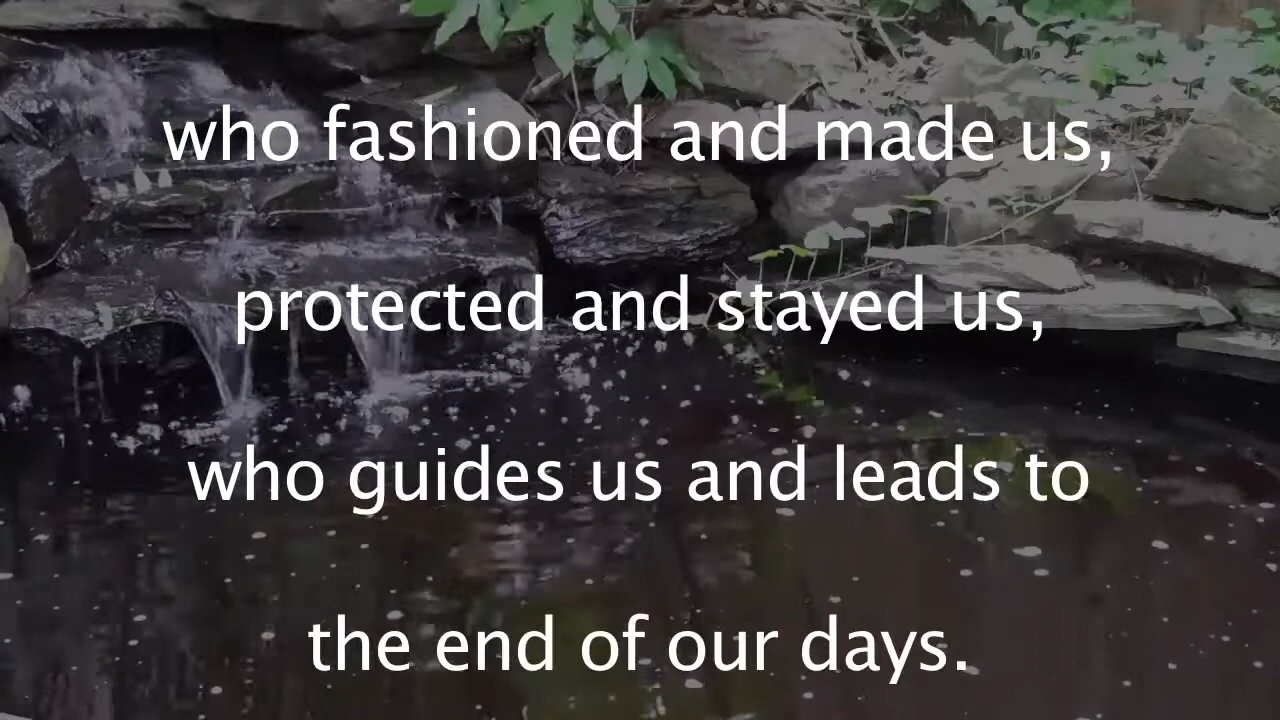 who fashioned and made us,
protected and stayed us,
who guides us and leads to
the end of our days.